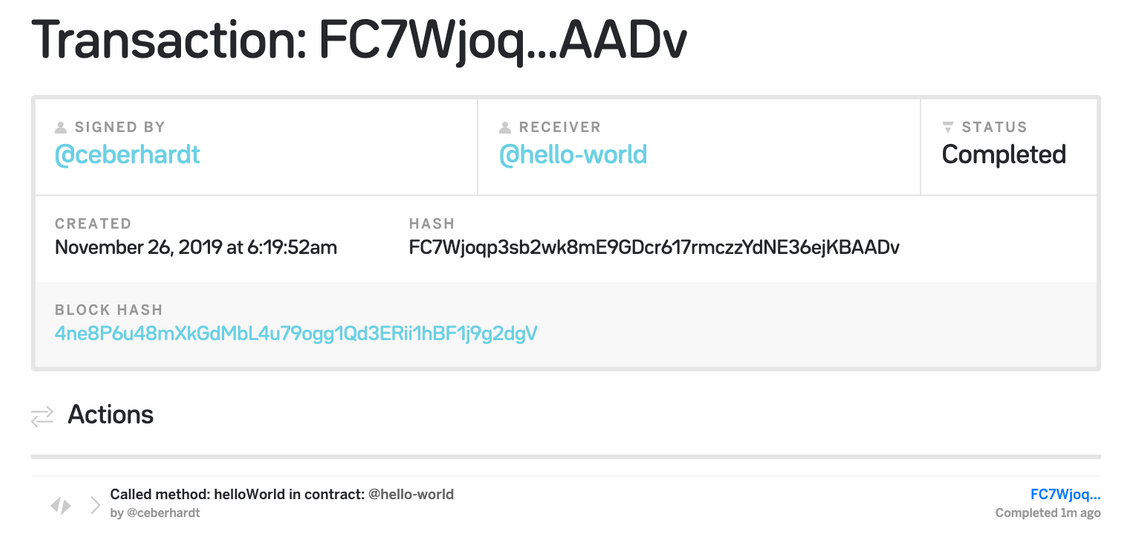 Transaction: FC7Wjoq...AADv
SIGNED BY
@ceberhardt
RECEIVER
@hello-world
STATUS
Completed
CREATED
November 26, 2019 at 6:19:52am
HASH
FC7Wjoqp3sb2wk8mE9GDcr617rmczzYdNE36ejKBAADv
BLOCK HASH
4ne8P6u48mXkGdMbL4u79ogg1Qd3ERii1hBF1j9g2dgV
Actions
Called method: helloWorld in contract: @hello-world
by @ceberhardt
FC7Wjoq...
Completed 1m ago